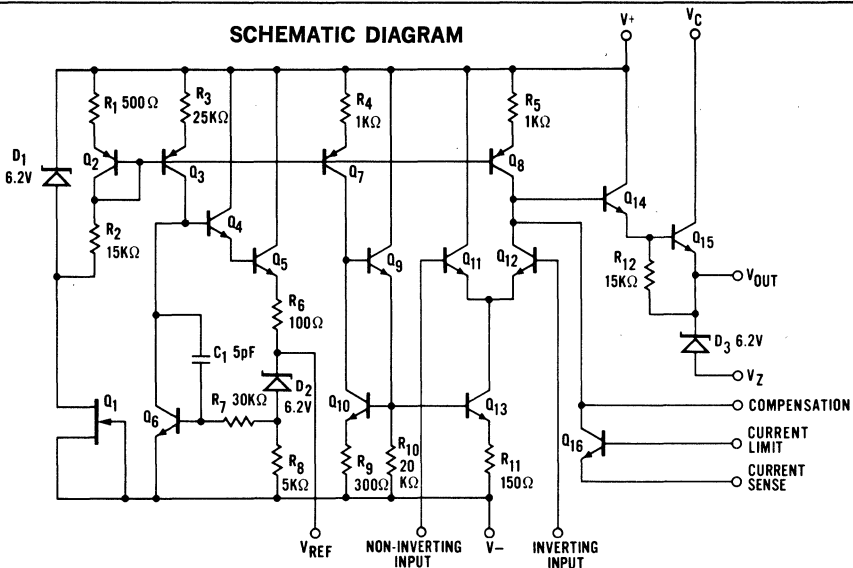 SCHEMATIC DIAGRAM
V+
VC
R1 500Ω
R3
25KΩ
R4
1KΩ
R5
1KΩ
D1
6.2V
Q2
Q3
Q7
Q8
R2
15KΩ
Q4
Q5
Q9
Q11
Q12
Q14
Q15
R12
15KΩ
VOUT
R6
100Ω
C1 5pF
D2
6.2V
D3 6.2V
VZ
Q1
Q6
R7 30KΩ
Q10
Q13
COMPENSATION
Q16
CURRENT
LIMIT
CURRENT
SENSE
R8
5KΩ
R9
300Ω
R10
20
KΩ
R11
150Ω
VREF
NON-INVERTING
INPUT
V−
INVERTING
INPUT